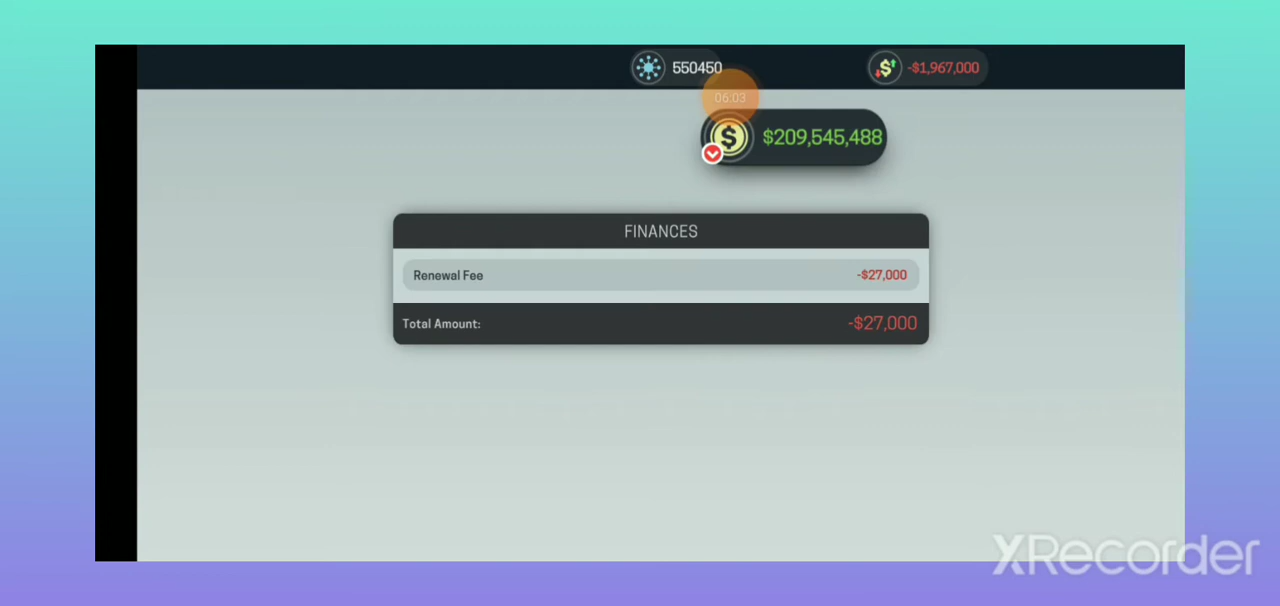 550450
-$1,967,000
06:03
$209,545,488
FINANCES
Renewal Fee -$27,000
Total Amount: -$27,000
XRecorder